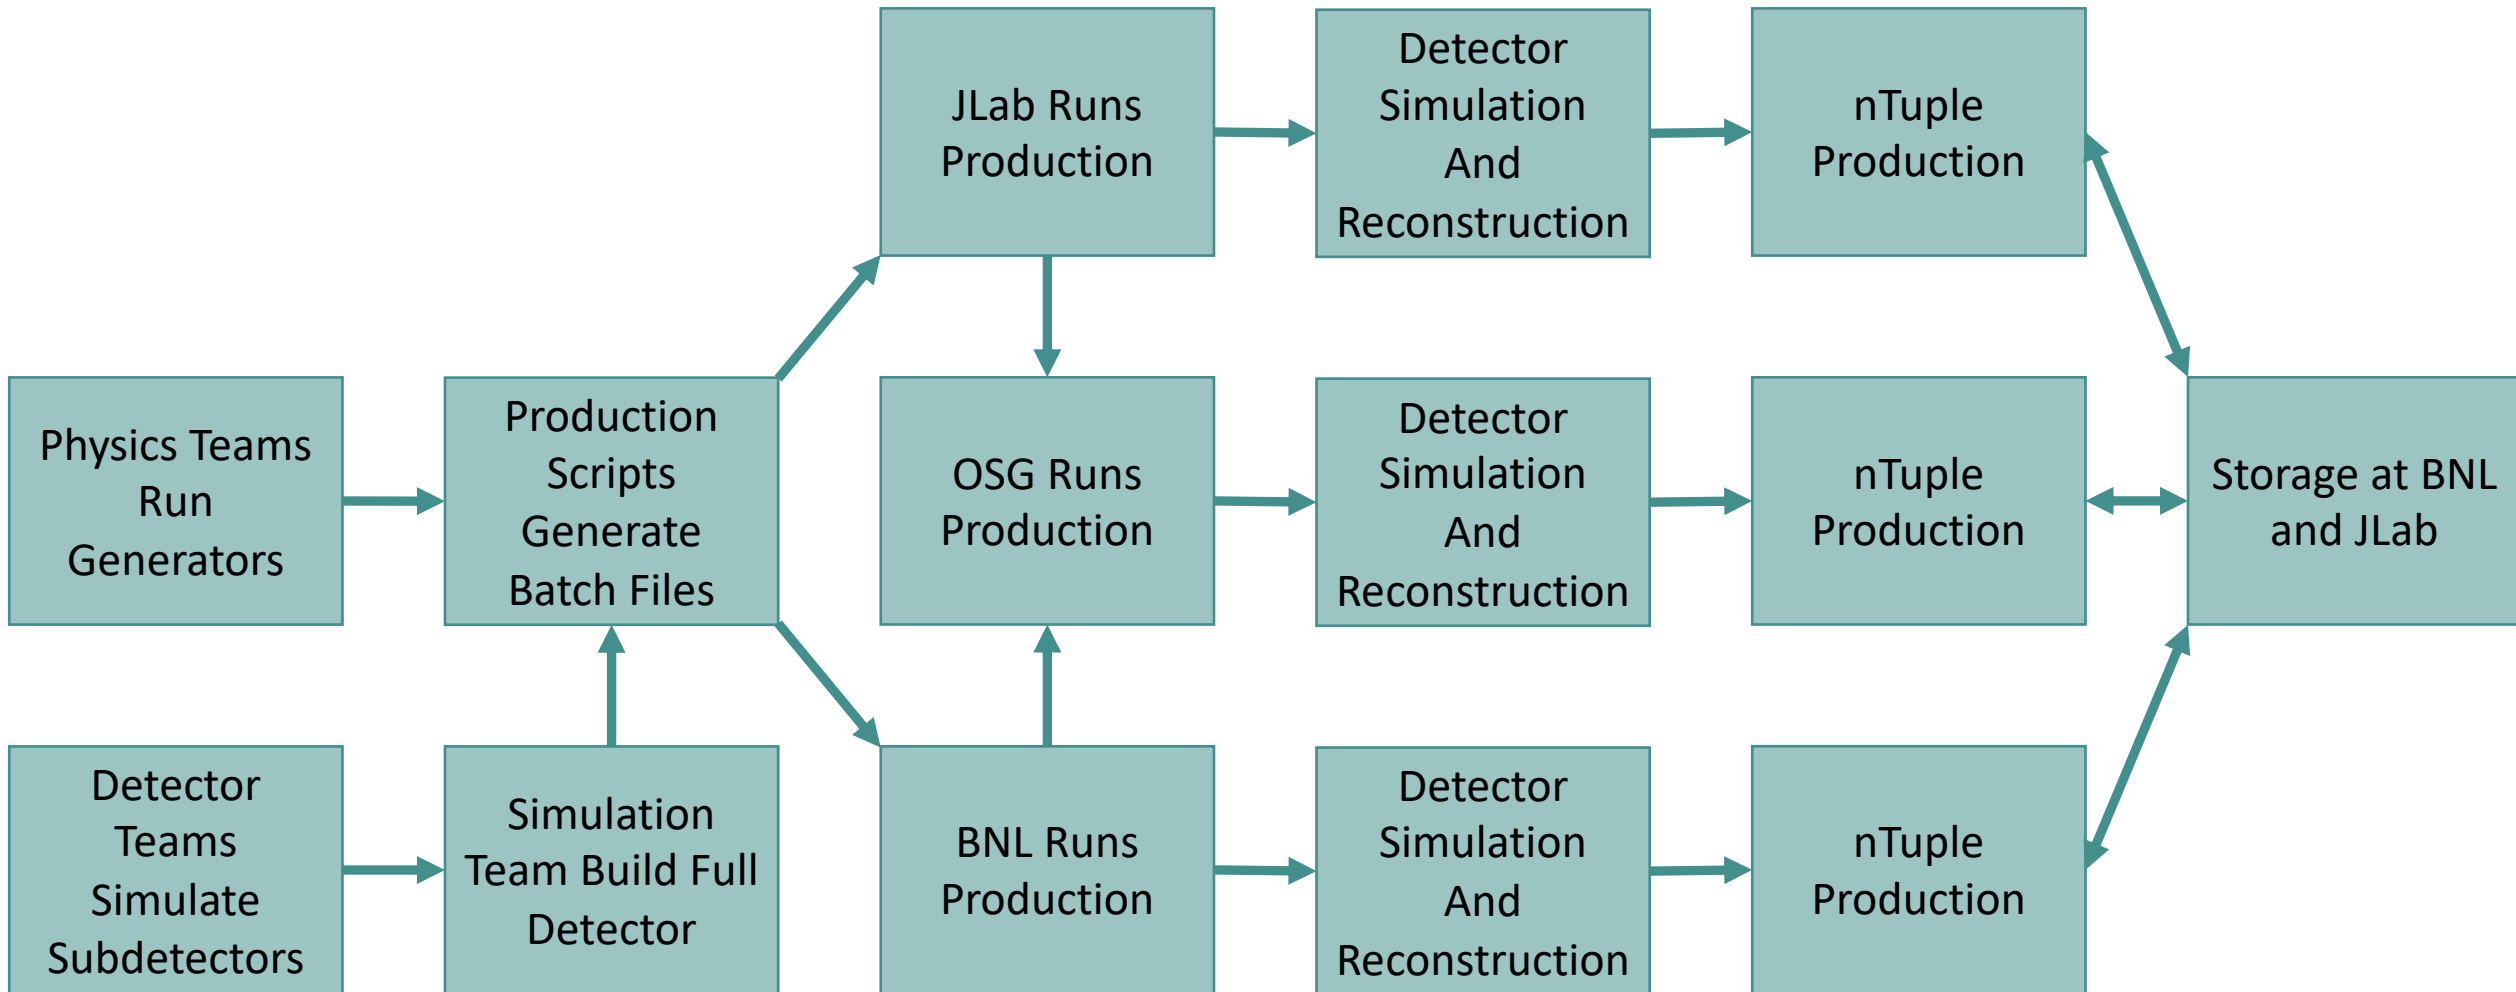 JLab Runs
Production
Detector
Simulation
And
Reconstruction
nTuple
Production
Physics Teams
Run
Generators
Production
Scripts
Generate
Batch Files
OSG Runs
Production
Detector
Simulation
And
Reconstruction
nTuple
Production
Storage at BNL
and JLab
Detector
Teams
Simulate
Subdetectors
Simulation
Team Build Full
Detector
BNL Runs
Production
Detector
Simulation
And
Reconstruction
nTuple
Production